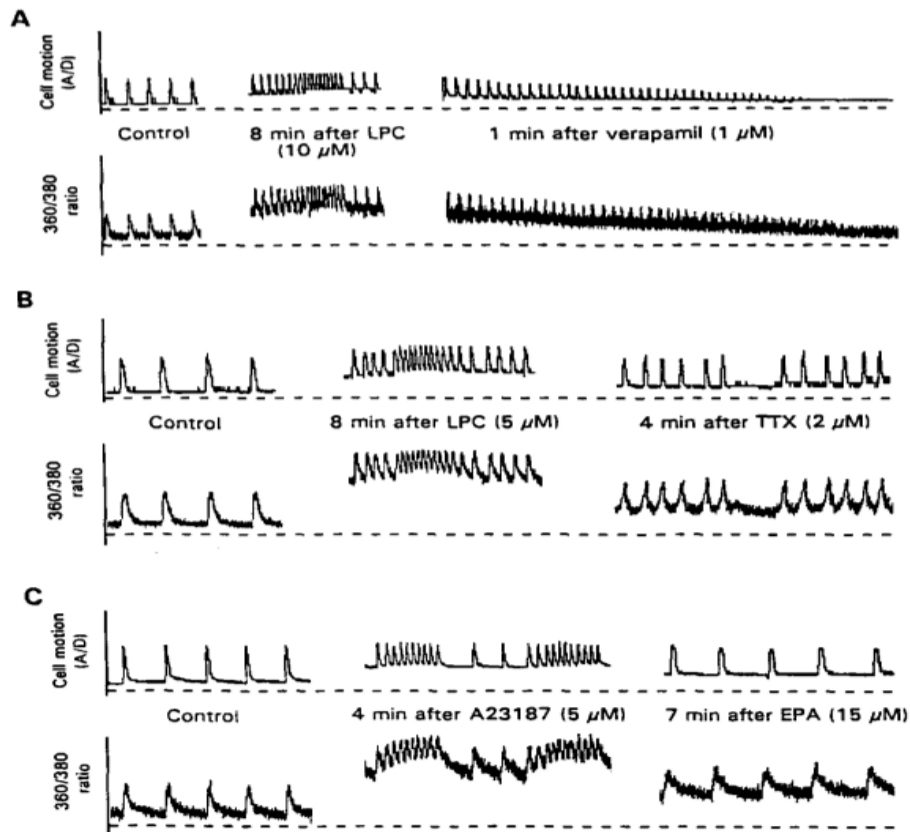 A
Cell motion
(A/D)
Control
8 min after LPC
(10 μM)
1 min after verapamil (1 μM)
360/380
ratio
B
Cell motion
(A/D)
Control
8 min after LPC (5 μM)
4 min after TTX (2 μM)
360/380
ratio
C
Cell motion
(A/D)
Control
4 min after A23187 (5 μM)
7 min after EPA (15 μM)
360/380
ratio